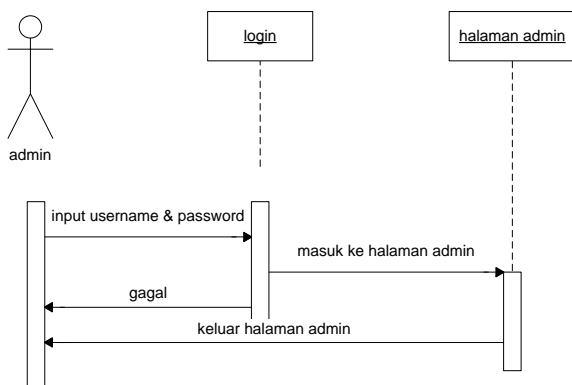 login
halaman admin
admin
input username & password
masuk ke halaman admin
gagal
keluar halaman admin